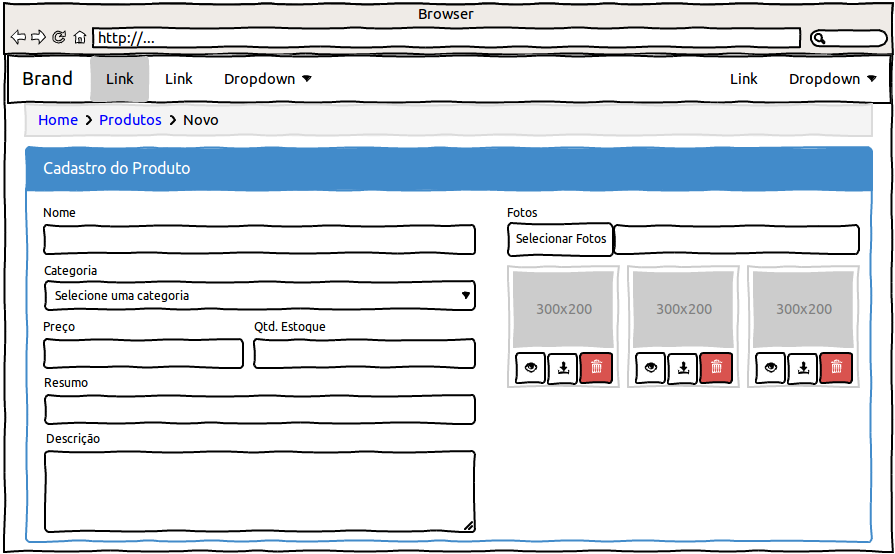 Browser
http://...
Brand Link Link Dropdown Link Dropdown
Home Produtos Novo
Cadastro do Produto
Nome
Categoria
Selecione uma categoria
Preço Qtd. Estoque
Resumo
Descrição
Fotos
Selecionar Fotos
300x200 300x200 300x200